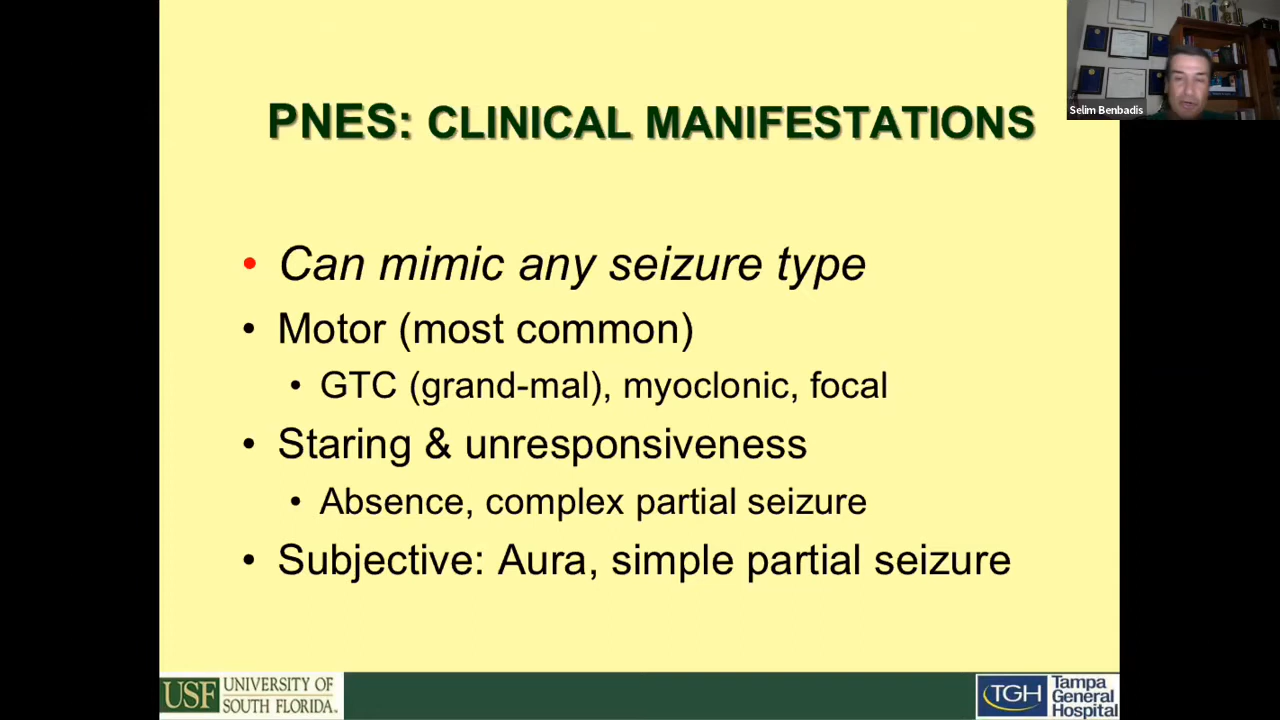 PNES: CLINICAL MANIFESTATIONS
Selim Benbadis
• Can mimic any seizure type
• Motor (most common)
• GTC (grand-mal), myoclonic, focal
• Staring & unresponsiveness
• Absence, complex partial seizure
• Subjective: Aura, simple partial seizure
USF UNIVERSITY OF
SOUTH FLORIDA
TGH Tampa
General
Hospital